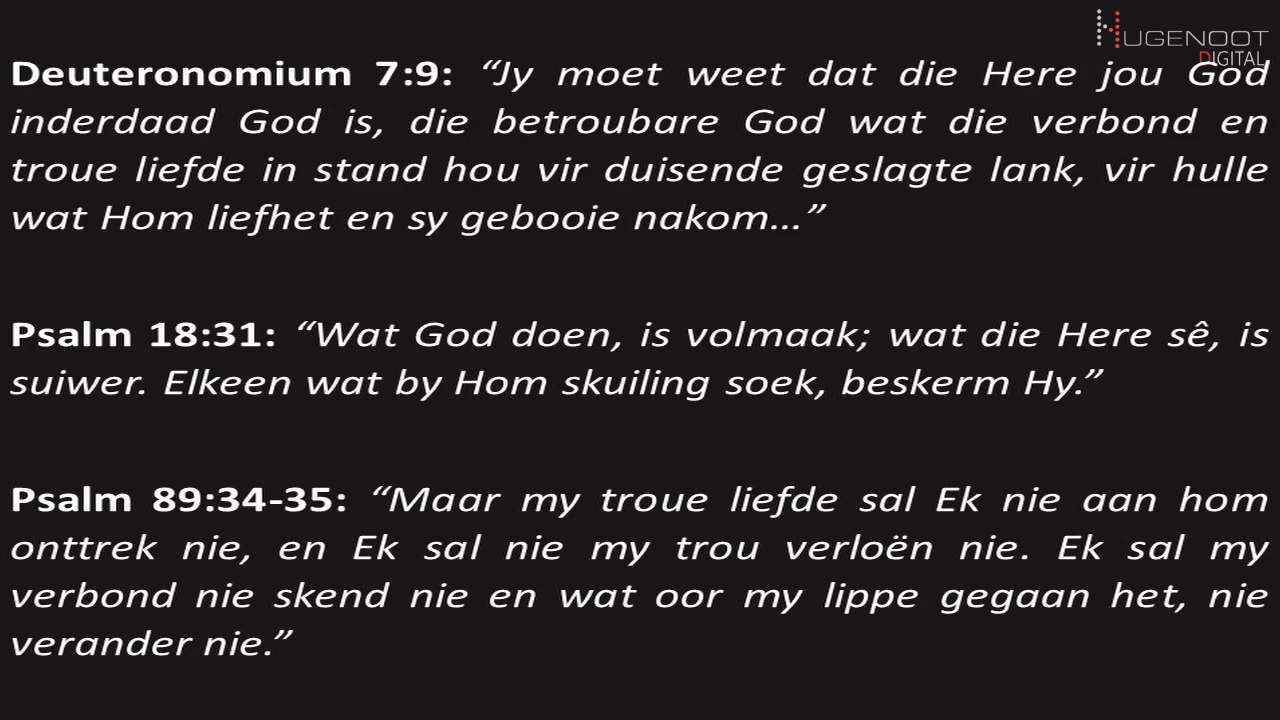 HUGENOOT
DIGITAL
Deuteronomium 7:9: “Jy moet weet dat die Here jou God
inderdaad God is, die betroubare God wat die verbond en
troue liefde in stand hou vir duisende geslagte lank, vir hulle
wat Hom liefhet en sy gebooie nakom...”
Psalm 18:31: “Wat God doen, is volmaak; wat die Here sê, is
suiwer. Elkeen wat by Hom skuiling soek, beskerm Hy.”
Psalm 89:34-35: “Maar my troue liefde sal Ek nie aan hom
onttrek nie, en Ek sal nie my trou verloën nie. Ek sal my
verbond nie skend nie en wat oor my lippe gegaan het, nie
verander nie.”